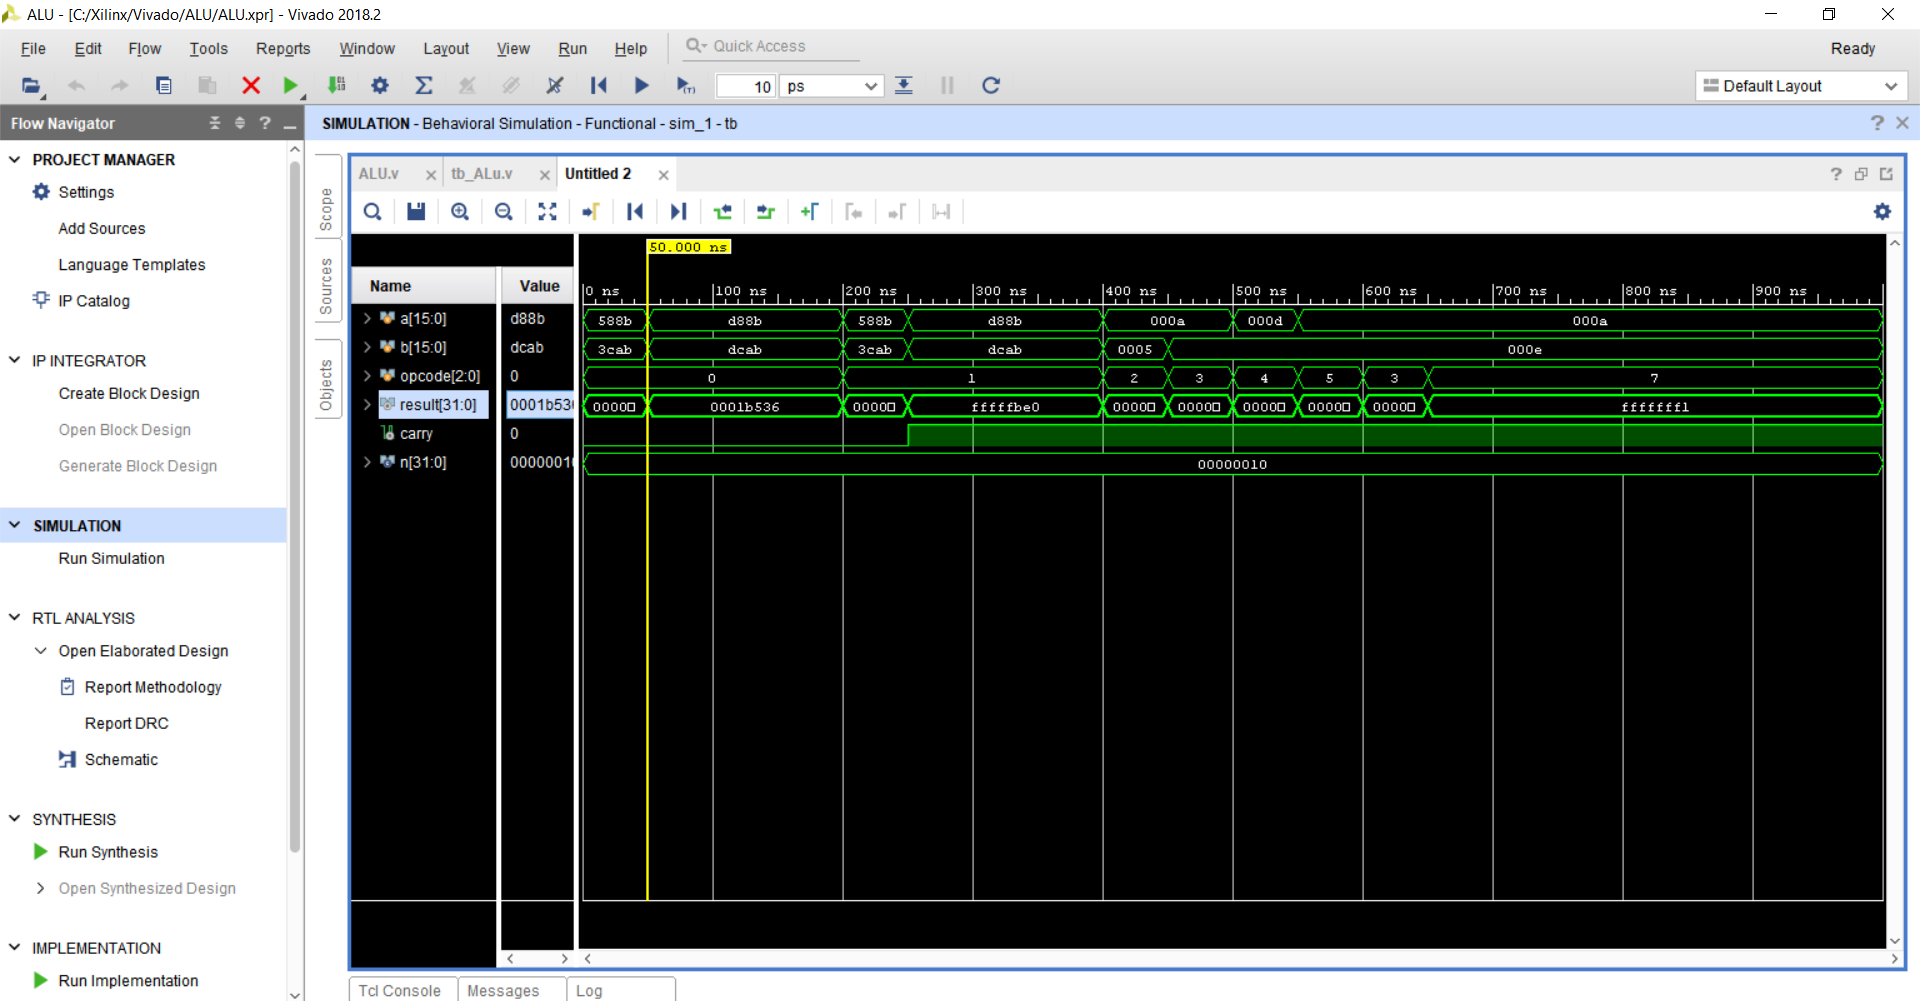 ALU - [C:/Xilinx/Vivado/ALU/ALU.xpr] - Vivado 2018.2
File Edit Flow Tools Reports Window Layout View Run Help Quick Access Ready
10 ps Default Layout
Flow Navigator
SIMULATION - Behavioral Simulation - Functional - sim_1 - tb
PROJECT MANAGER
Settings
Add Sources
Language Templates
IP Catalog
IP INTEGRATOR
Create Block Design
Open Block Design
Generate Block Design
SIMULATION
Run Simulation
RTL ANALYSIS
Open Elaborated Design
Report Methodology
Report DRC
Schematic
SYNTHESIS
Run Synthesis
Open Synthesized Design
IMPLEMENTATION
Run Implementation
Scope
Sources
Objects
ALU.v tb_ALu.v Untitled 2
50.000 ns
Name Value
0 ns 100 ns 200 ns 300 ns 400 ns 500 ns 600 ns 700 ns 800 ns 900 ns
a[15:0] d88b 588b d88b 588b d88b 000a 000d 000a
b[15:0] dcab 3cab dcab 3cab dcab 0005 000e
opcode[2:0] 0 0 1 2 3 4 5 3 7
result[31:0] 0001b53 0000 0001b536 0000 fffffbe0 0000 0000 0000 0000 0000 fffffff1
carry 0
n[31:0] 0000001 00000010
Tcl Console Messages Log